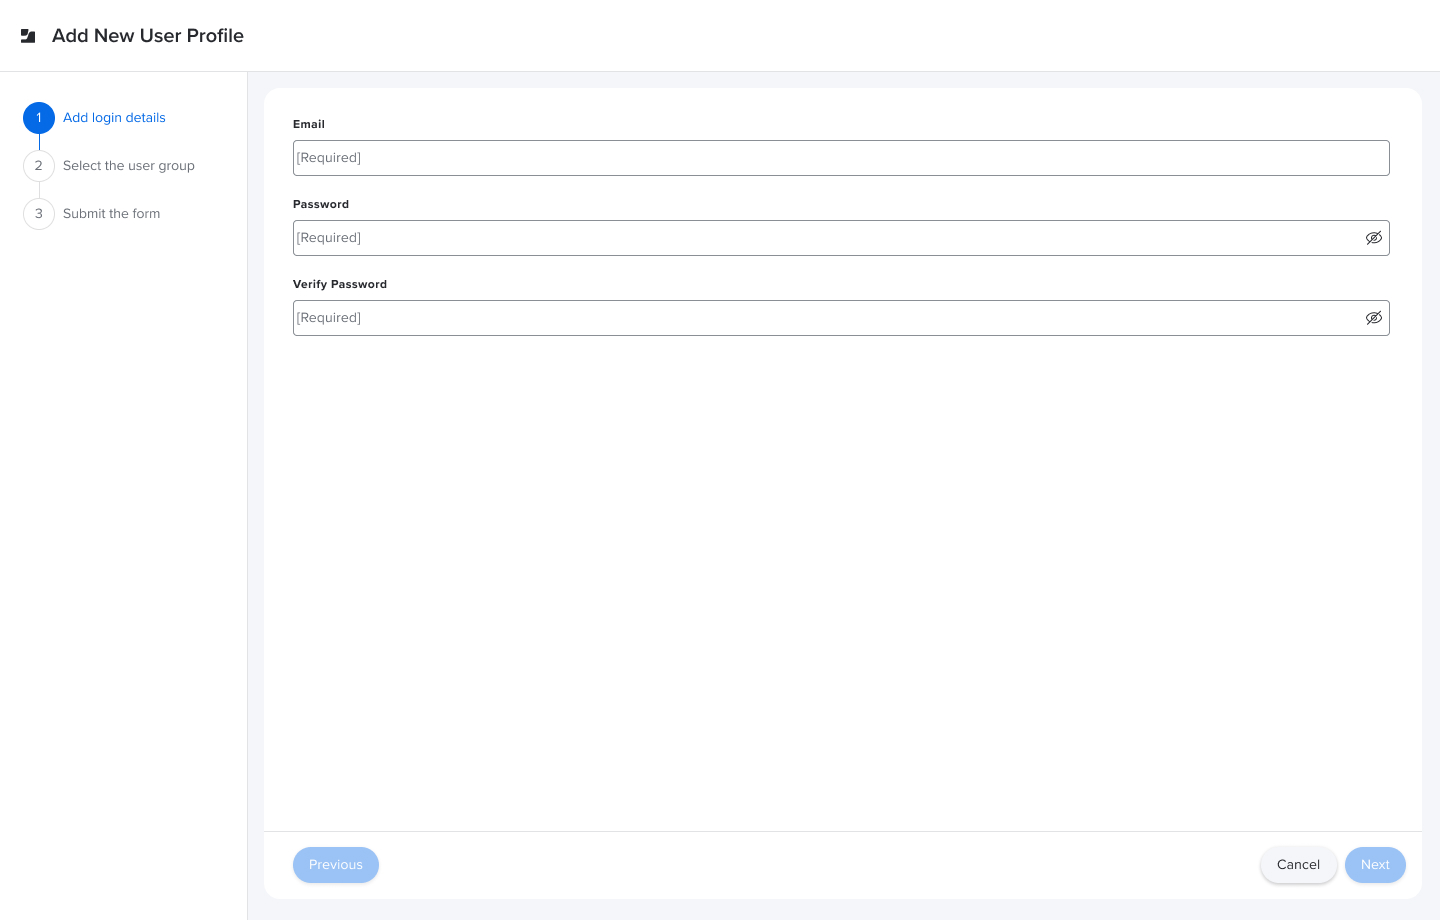 Add New User Profile
1 Add login details
2 Select the user group
3 Submit the form
Email
[Required]
Password
[Required]
Verify Password
[Required]
Previous
Cancel
Next